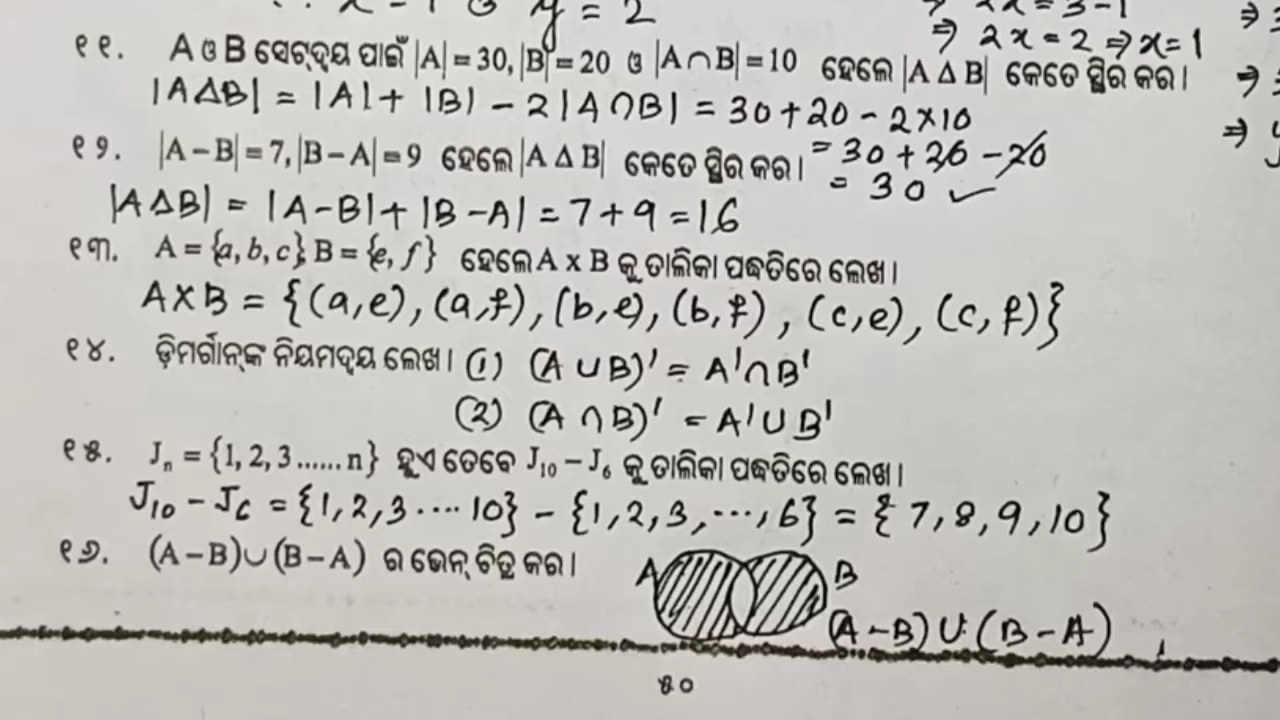 y = 2
⇒ 2x = 3-1
⇒ 2x = 2 ⇒ x = 1
୧୧. A ଓ B ସେଟ୍‌ଦ୍ୱୟ ପାଇଁ |A| = 30, |B| = 20 ଓ |A∩B| = 10 ହେଲେ |A Δ B| କେତେ ସ୍ଥିର କର।
|AΔB| = |A| + |B| - 2|A∩B| = 30 + 20 - 2×10
= 30 + 20 - 20
= 30 ✓
୧୨. |A – B| = 7, |B – A| = 9 ହେଲେ |A Δ B| କେତେ ସ୍ଥିର କର।
|AΔB| = |A-B| + |B-A| = 7 + 9 = 16
୧୩. A = {a, b, c} B = {e, f} ହେଲେ A x B କୁ ତାଲିକା ପଦ୍ଧତିରେ ଲେଖ।
A×B = {(a,e), (a,f), (b,e), (b,f), (c,e), (c,f)}
୧୪. ଡ଼ିମର୍ଗାନ୍‌ଙ୍କ ନିୟମଦ୍ୱୟ ଲେଖ। (1) (A ∪ B)' = A'∩B'
(2) (A ∩ B)' = A'∪B'
୧୫. Jₙ = {1, 2, 3 ...... n} ହୁଏ ତେବେ J₁₀ – J₆ କୁ ତାଲିକା ପଦ୍ଧତିରେ ଲେଖ।
J₁₀ - J₆ = {1, 2, 3 .... 10} - {1, 2, 3, ..., 6} = {7, 8, 9, 10}
୧୬. (A – B)∪(B – A) ର ଭେନ୍ ଚିତ୍ର କର।
A B
(A-B) ∪ (B-A)
୫୦